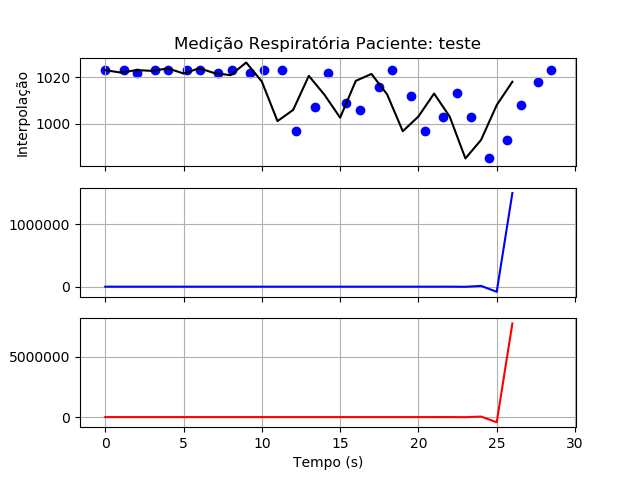 Medição Respiratória Paciente: teste
Interpolação
1020
1000
1000000
0
5000000
0
0 5 10 15 20 25 30
Tempo (s)